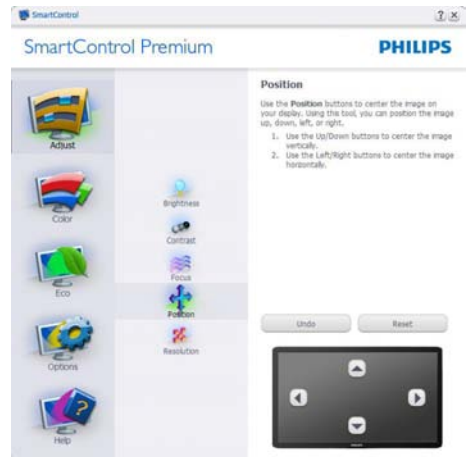 SmartControl
SmartControl Premium
PHILIPS
Adjust
Color
Eco
Options
Help
Brightness
Contrast
Focus
Position
Resolution
Position
Use the Position buttons to center the image on
your display. Using this tool, you can position the image
up, down, left, or right.
1. Use the Up/Down buttons to center the image
vertically.
2. Use the Left/Right buttons to center the image
horizontally.
Undo
Reset